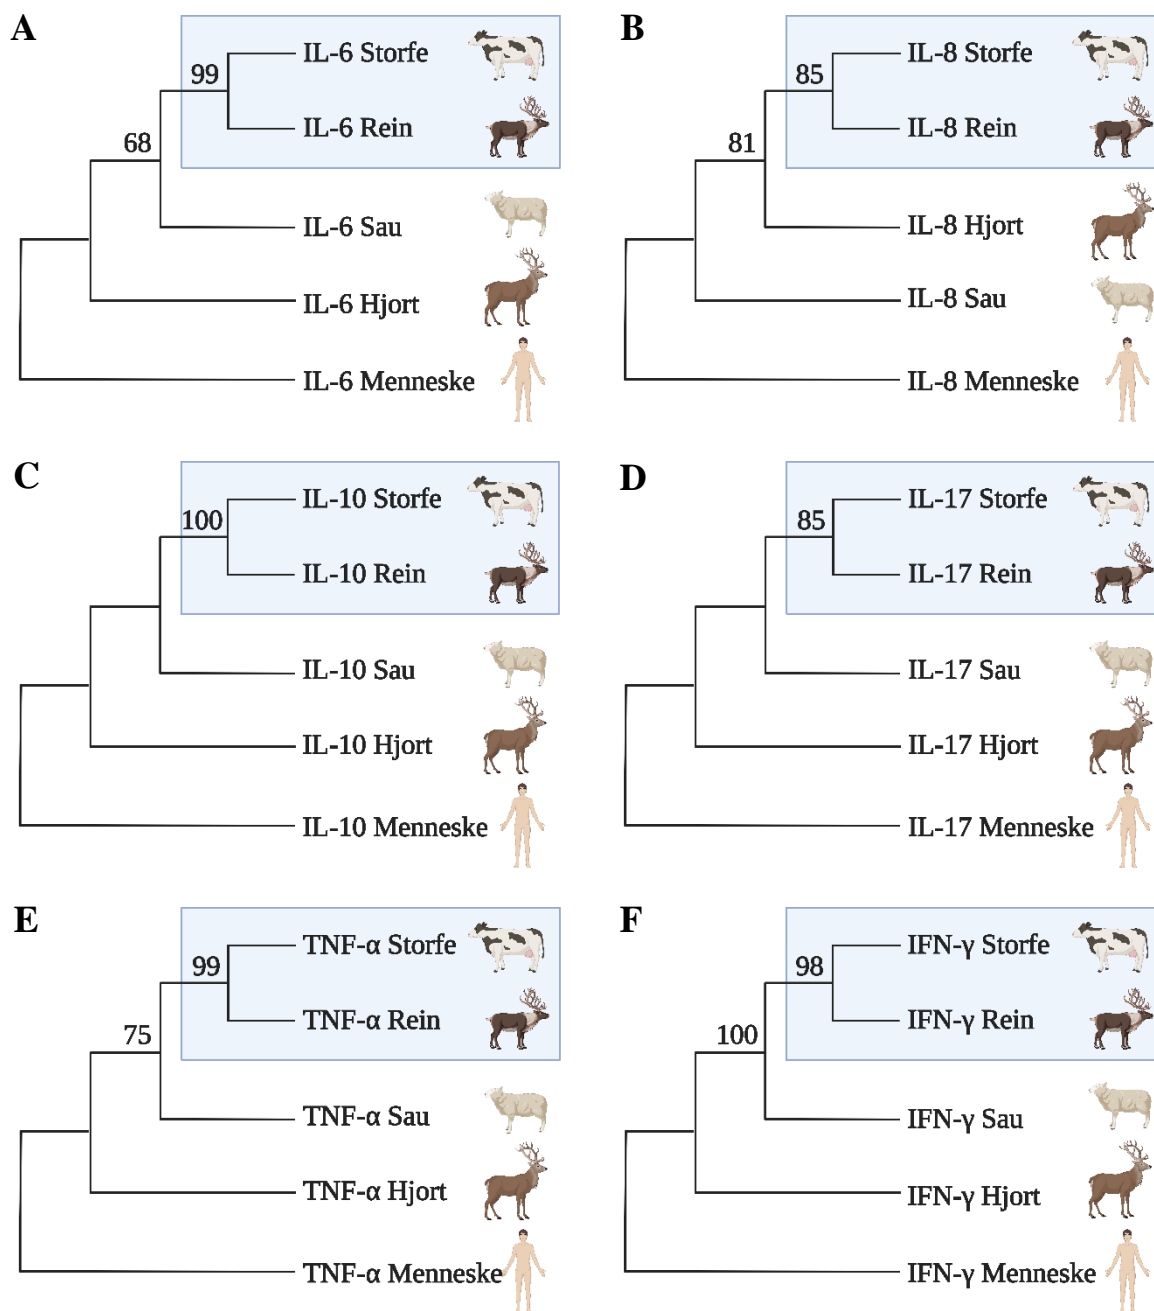 A
IL-6 Storfe
99
IL-6 Rein
68
IL-6 Sau
IL-6 Hjort
IL-6 Menneske
B
IL-8 Storfe
85
IL-8 Rein
81
IL-8 Hjort
IL-8 Sau
IL-8 Menneske
C
IL-10 Storfe
100
IL-10 Rein
IL-10 Sau
IL-10 Hjort
IL-10 Menneske
D
IL-17 Storfe
85
IL-17 Rein
IL-17 Sau
IL-17 Hjort
IL-17 Menneske
E
TNF-α Storfe
99
TNF-α Rein
75
TNF-α Sau
TNF-α Hjort
TNF-α Menneske
F
IFN-γ Storfe
98
IFN-γ Rein
100
IFN-γ Sau
IFN-γ Hjort
IFN-γ Menneske